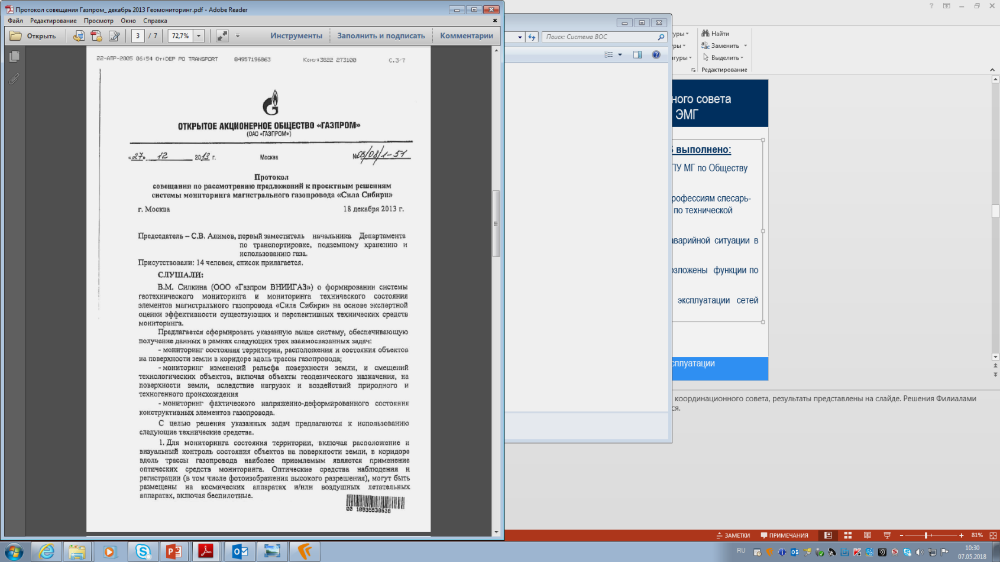 Протокол совещания Газпром_ декабрь 2013 Геомониторинг.pdf - Adobe Reader
Файл Редактирование Просмотр Окно Справка
Открыть 3 / 7 72,7% Инструменты Заполнить и подписать Комментарии
22-АПР-2005 06:54 От:DEP PO TRANSPORT 84957196863 Кому:3822 273100 С.3/7
ОТКРЫТОЕ АКЦИОНЕРНОЕ ОБЩЕСТВО «ГАЗПРОМ»
(ОАО «ГАЗПРОМ»)
«27» 12 2013 г. Москва №03/08/1-51
Протокол
совещания по рассмотрению предложений к проектным решениям
системы мониторинга магистрального газопровода «Сила Сибири»
г. Москва 18 декабря 2013 г.
Председатель – С.В. Алимов, первый заместитель начальника Департамента
по транспортировке, подземному хранению и
использованию газа.
Присутствовали: 14 человек, список прилагается.
СЛУШАЛИ:
В.М. Силкина (ООО «Газпром ВНИИГАЗ») о формировании системы
геотехнического мониторинга и мониторинга технического состояния
элементов магистрального газопровода «Сила Сибири» на основе экспертной
оценки эффективности существующих и перспективных технических средств
мониторинга.
Предлагается сформировать указанную выше систему, обеспечивающую
получение данных в рамках следующих трех взаимосвязанных задач:
- мониторинг состояния территории, расположения и состояния объектов
на поверхности земли в коридоре вдоль трассы газопровода;
- мониторинг изменений рельефа поверхности земли, и смещений
технологических объектов, включая объекты геодезического назначения, на
поверхности земли, вследствие нагрузок и воздействий природного и
техногенного происхождения
- мониторинг фактического напряженно-деформированного состояния
конструктивных элементов газопровода.
С целью решения указанных задач предлагаются к использованию
следующие технические средства.
1. Для мониторинга состояния территории, включая расположение и
визуальный контроль состояния объектов на поверхности земли, в коридоре
вдоль трассы газопровода наиболее приемлемым является применение
оптических средств мониторинга. Оптические средства наблюдения и
регистрации (в том числе фотоизображения высокого разрешения), могут быть
размещены на космических аппаратах и/или воздушных летательных
аппаратах, включая беспилотные.
Поиск: Система ВОС
Найти
Заменить
Выделить
Редактирование
ного совета
ЭМГ
выполнено:
ПУ МГ по Обществу
рофессиям слесарь-
по технической
аварийной ситуации в
озложены функции по
эксплуатации сетей
сплуатации
координационного совета, результаты представлены на слайде. Решения Филиалами
ся.
ЗАМЕТКИ ПРИМЕЧАНИЯ 81%
RU 10:30
07.05.2018